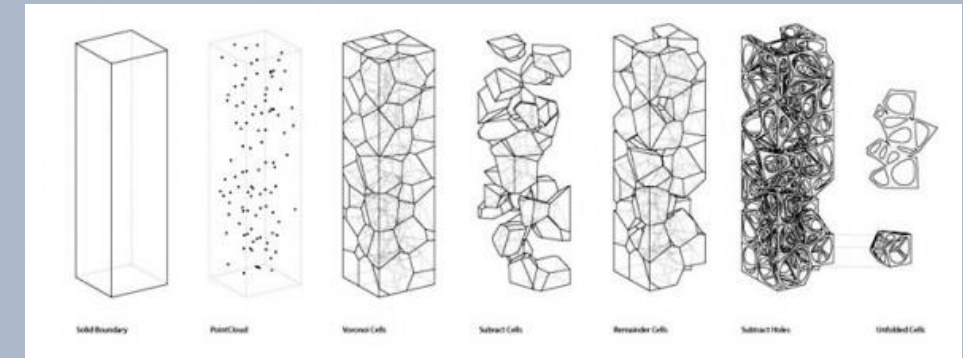 Solid Boundary
PointCloud
Voronoi Cells
Subtract Cells
Remainder Cells
Subtract Holes
Unfolded Cells